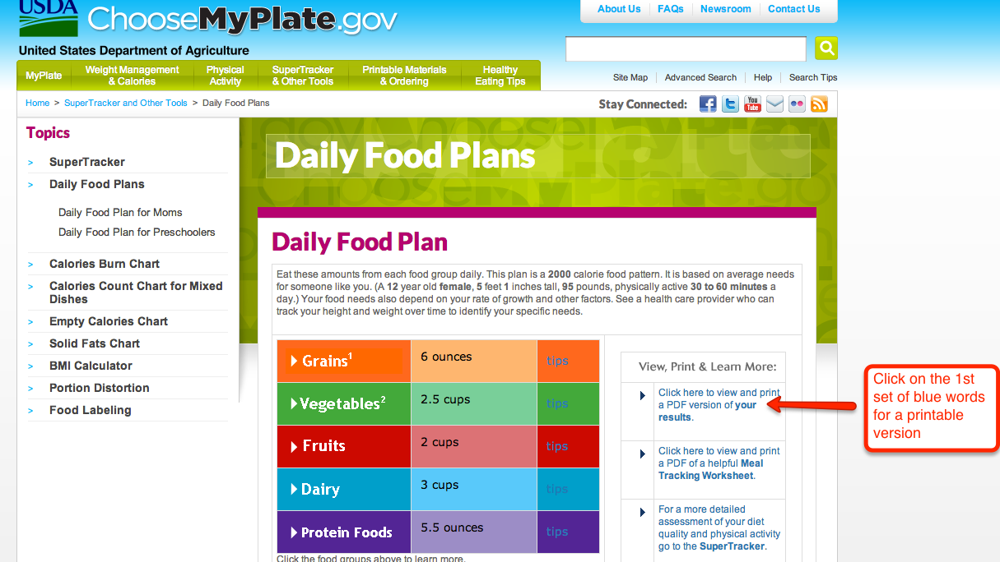 USDA
ChooseMyPlate.gov
United States Department of Agriculture
About Us
FAQs
Newsroom
Contact Us
MyPlate
Weight Management
& Calories
Physical
Activity
SuperTracker
& Other Tools
Printable Materials
& Ordering
Healthy
Eating Tips
Site Map
Advanced Search
Help
Search Tips
Home > SuperTracker and Other Tools > Daily Food Plans
Stay Connected:
You
Tube
Topics
> SuperTracker
> Daily Food Plans
Daily Food Plan for Moms
Daily Food Plan for Preschoolers
> Calories Burn Chart
> Calories Count Chart for Mixed
Dishes
> Empty Calories Chart
> Solid Fats Chart
> BMI Calculator
> Portion Distortion
> Food Labeling
Daily Food Plans
Daily Food Plan
Eat these amounts from each food group daily. This plan is a 2000 calorie food pattern. It is based on average needs
for someone like you. (A 12 year old female, 5 feet 1 inches tall, 95 pounds, physically active 30 to 60 minutes a
day.) Your food needs also depend on your rate of growth and other factors. See a health care provider who can
track your height and weight over time to identify your specific needs.
Grains1 6 ounces tips
Vegetables2 2.5 cups tips
Fruits 2 cups tips
Dairy 3 cups tips
Protein Foods 5.5 ounces tips
Click the food groups above to learn more.
View, Print & Learn More:
Click here to view and print
a PDF version of your
results.
Click here to view and print
a PDF of a helpful Meal
Tracking Worksheet.
For a more detailed
assessment of your diet
quality and physical activity
go to the SuperTracker.
Click on the 1st
set of blue words
for a printable
version